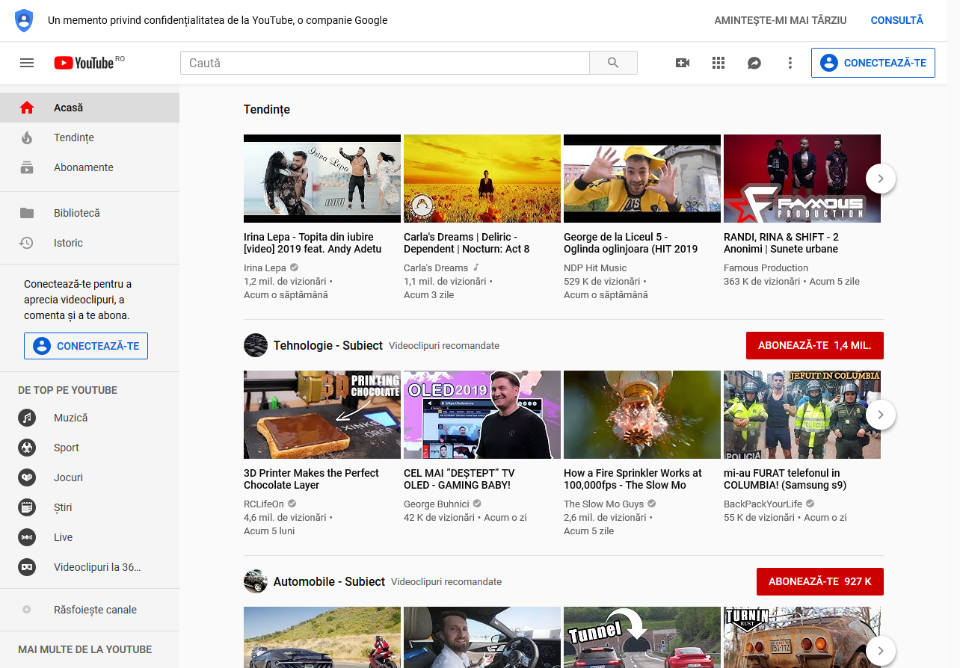 Un memento privind confidențialitatea de la YouTube, o companie Google
AMINTEȘTE-MI MAI TÂRZIU
CONSULTĂ
YouTube RO
Caută
CONECTEAZĂ-TE
Acasă
Tendințe
Abonamente
Bibliotecă
Istoric
Conectează-te pentru a
aprecia videoclipuri, a
comenta și a te abona.
CONECTEAZĂ-TE
DE TOP PE YOUTUBE
Muzică
Sport
Jocuri
Știri
Live
Videoclipuri la 36...
Răsfoiește canale
MAI MULTE DE LA YOUTUBE
Tendințe
Irina Lepa
FAMOUS
PRODUCTION
Irina Lepa - Topita din iubire
[video] 2019 feat. Andy Adetu
Irina Lepa
1,2 mil. de vizionări •
Acum o săptămână
Carla's Dreams | Deliric -
Dependent | Nocturn: Act 8
Carla's Dreams
1,1 mil. de vizionări •
Acum 3 zile
George de la Liceul 5 -
Oglinda oglinjoara (HIT 2019
NDP Hit Music
529 K de vizionări •
Acum o săptămână
RANDI, RINA & SHIFT - 2
Anonimi | Sunete urbane
Famous Production
363 K de vizionări • Acum 5 zile
Tehnologie - Subiect Videoclipuri recomandate
ABONEAZĂ-TE 1,4 MIL.
3D PRINTING
CHOCOLATE
OLED2019
JEFUIT IN COLUMBIA
POLICIA
3D Printer Makes the Perfect
Chocolate Layer
RCLifeOn
4,6 mil. de vizionări •
Acum 5 luni
CEL MAI "DEȘTEPT" TV
OLED - GAMING BABY!
George Buhnici
42 K de vizionări • Acum o zi
How a Fire Sprinkler Works at
100,000fps - The Slow Mo
The Slow Mo Guys
2,6 mil. de vizionări •
Acum 5 zile
mi-au FURAT telefonul in
COLUMBIA! (Samsung s9)
BackPackYourLife
55 K de vizionări • Acum o zi
Automobile - Subiect Videoclipuri recomandate
ABONEAZĂ-TE 927 K
Tunnel
TURNIN
RUST